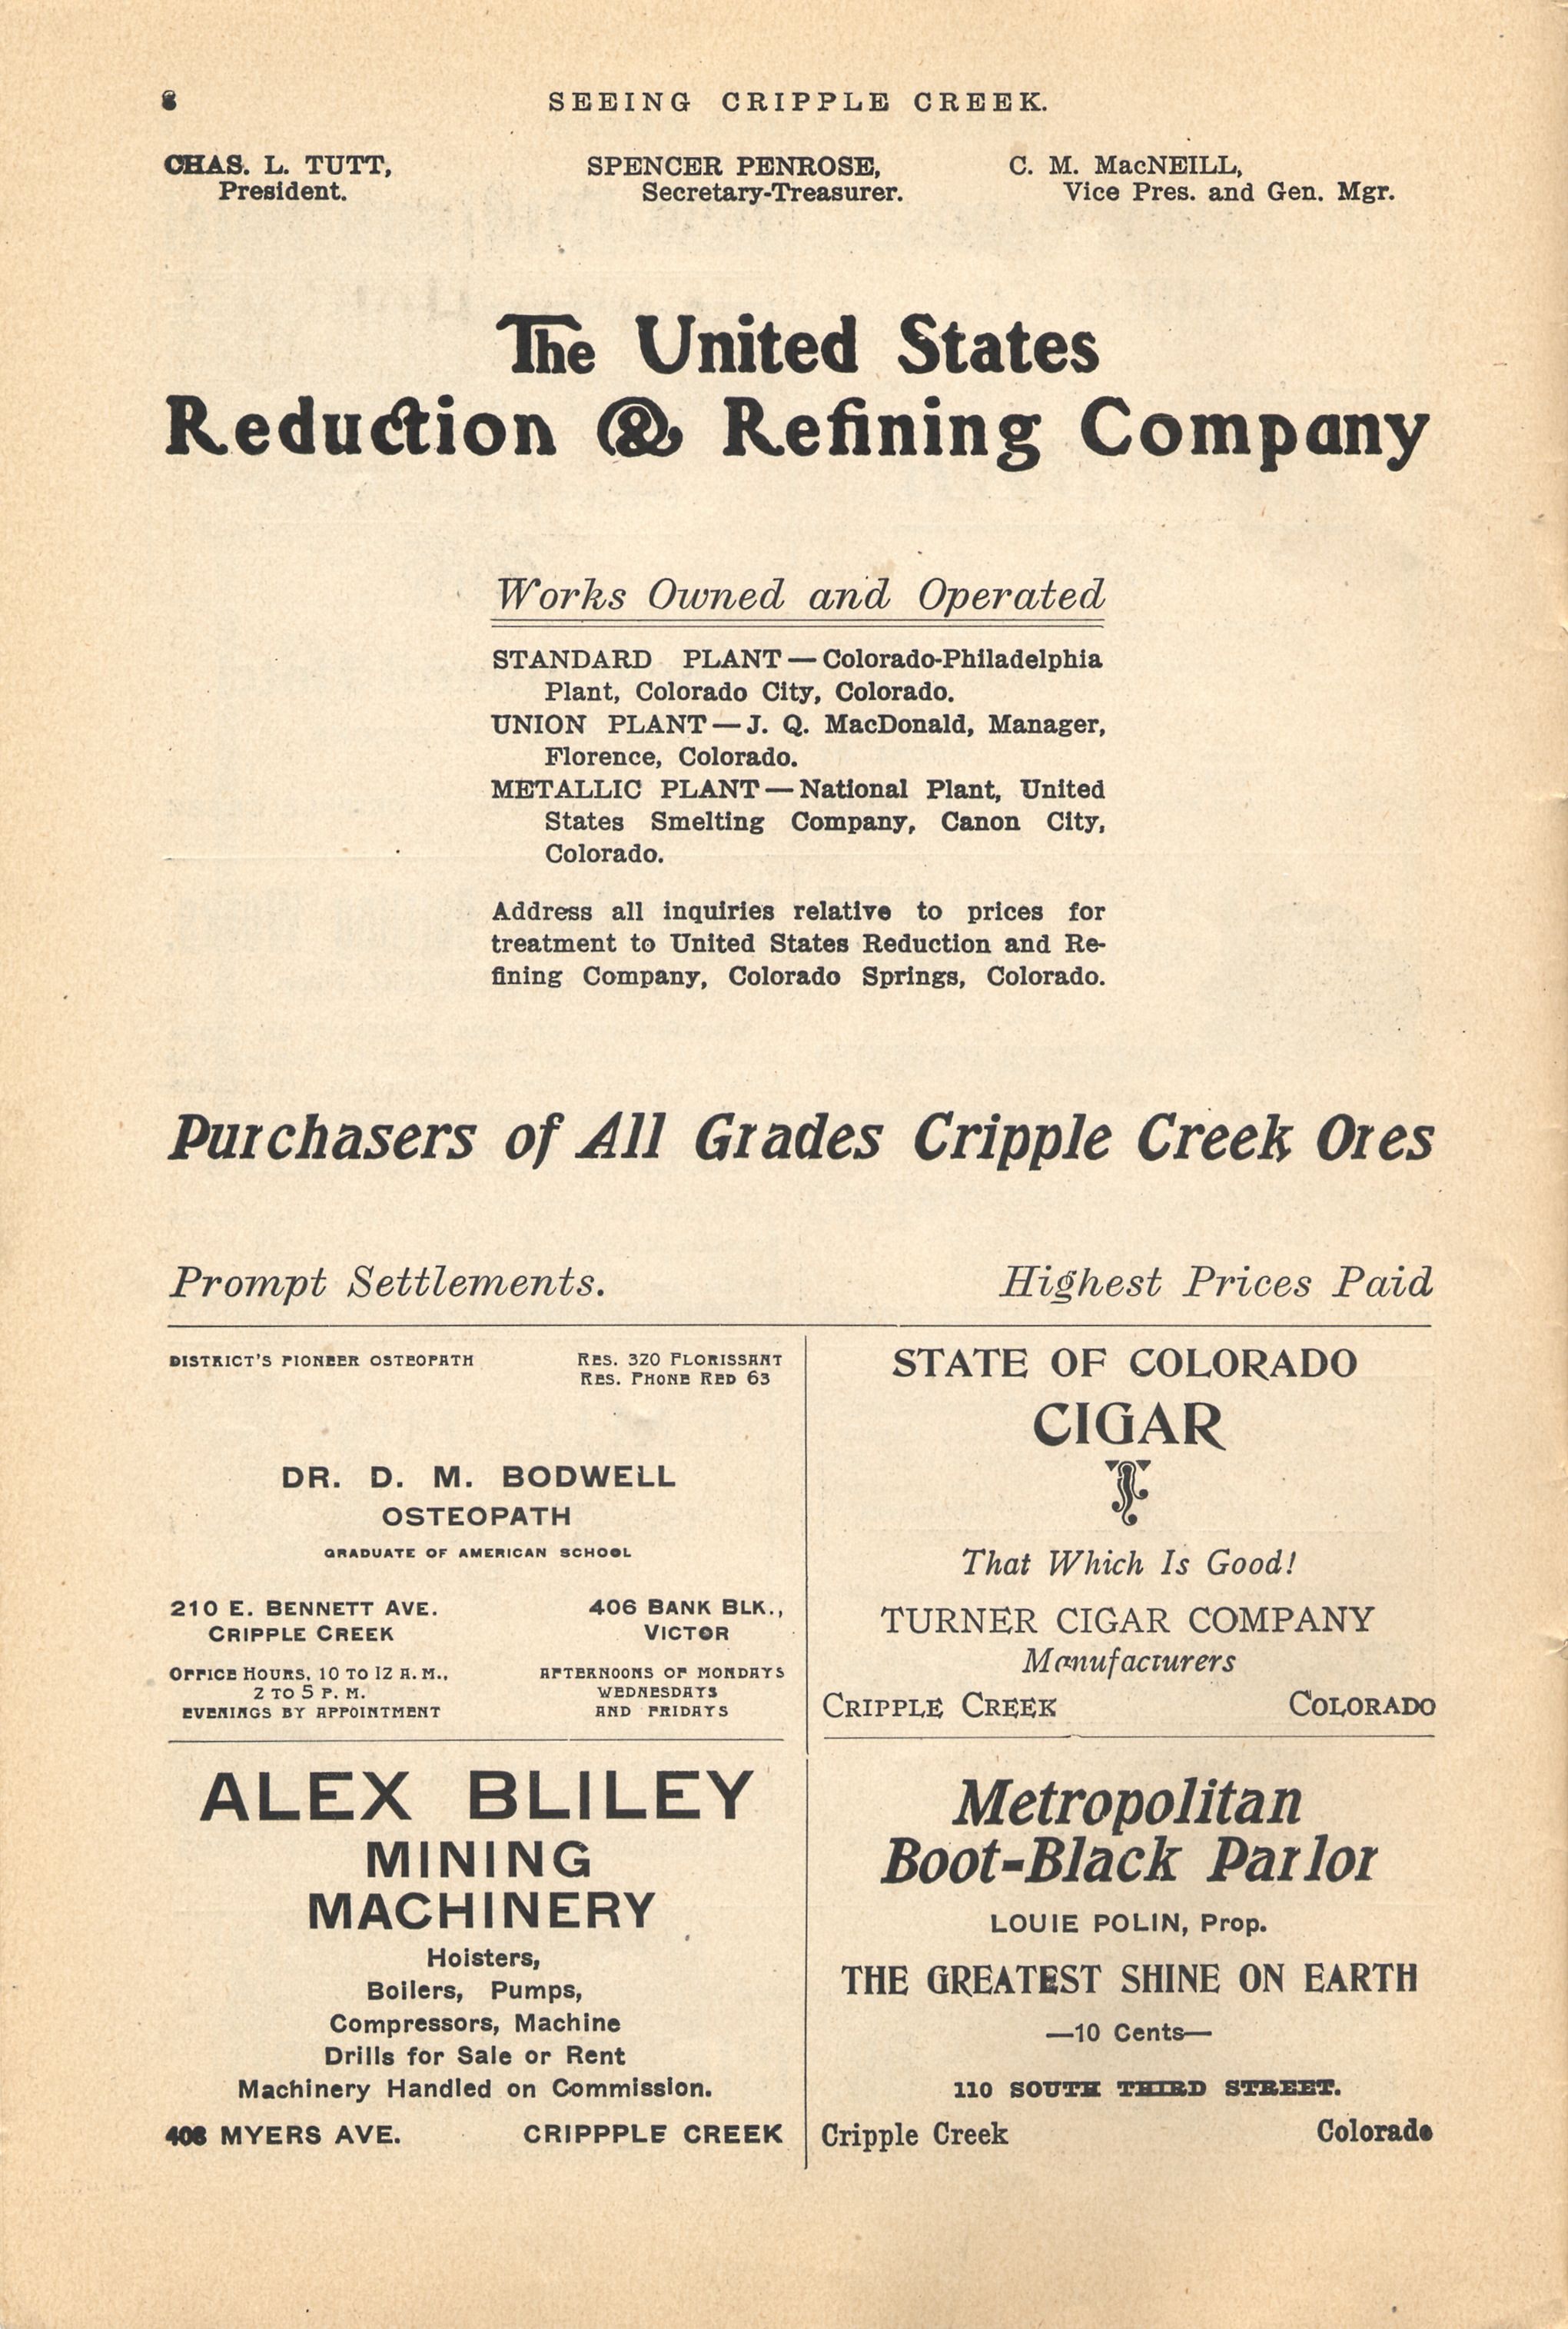 8 SEEING CRIPPLE CREEK.
CHAS. L. TUTT, SPENCER PENROSE, C. M. MacNEILL,
President. Secretary-Treasurer. Vice Pres. and Gen. Mgr.
The United States
Reduction & Refining Company
Works Owned and Operated
STANDARD PLANT — Colorado-Philadelphia
Plant, Colorado City, Colorado.
UNION PLANT — J. Q. MacDonald, Manager,
Florence, Colorado.
METALLIC PLANT — National Plant, United
States Smelting Company, Canon City,
Colorado.
Address all inquiries relative to prices for
treatment to United States Reduction and Re-
fining Company, Colorado Springs, Colorado.
Purchasers of All Grades Cripple Creek Ores
Prompt Settlements. Highest Prices Paid
DISTRICT'S PIONEER OSTEOPATH RES. 320 FLORISSANT
RES. PHONE RED 63
DR. D. M. BODWELL
OSTEOPATH
GRADUATE OF AMERICAN SCHOOL
210 E. BENNETT AVE. 406 BANK BLK.,
CRIPPLE CREEK VICTOR
OFFICE HOURS, 10 TO 12 A. M., AFTERNOONS OF MONDAYS
2 TO 5 P. M. WEDNESDAYS
EVENINGS BY APPOINTMENT AND FRIDAYS
STATE OF COLORADO
CIGAR
That Which Is Good!
TURNER CIGAR COMPANY
Manufacturers
CRIPPLE CREEK COLORADO
ALEX BLILEY
MINING
MACHINERY
Hoisters,
Boilers, Pumps,
Compressors, Machine
Drills for Sale or Rent
Machinery Handled on Commission.
408 MYERS AVE. CRIPPPLE CREEK
Metropolitan
Boot-Black Parlor
LOUIE POLIN, Prop.
THE GREATEST SHINE ON EARTH
—10 Cents—
110 SOUTH THIRD STREET.
Cripple Creek Colorado